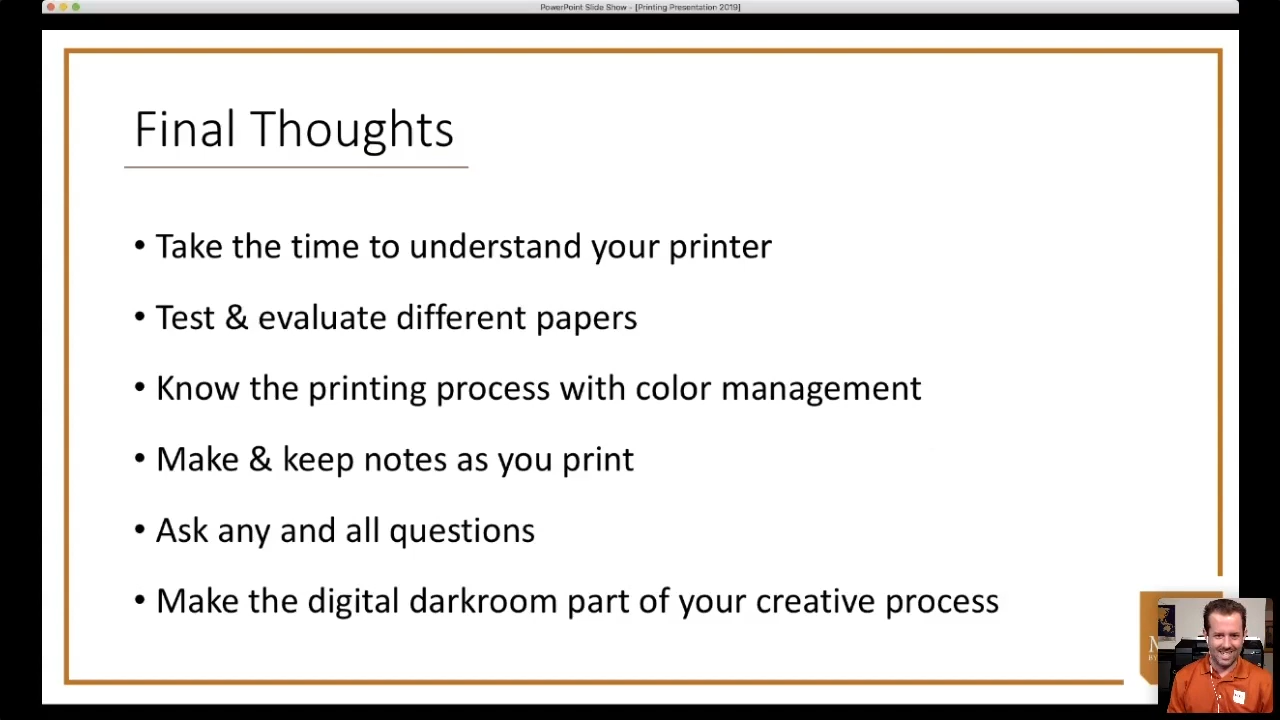 PowerPoint Slide Show - [Printing Presentation 2019]
Final Thoughts
• Take the time to understand your printer
• Test & evaluate different papers
• Know the printing process with color management
• Make & keep notes as you print
• Ask any and all questions
• Make the digital darkroom part of your creative process